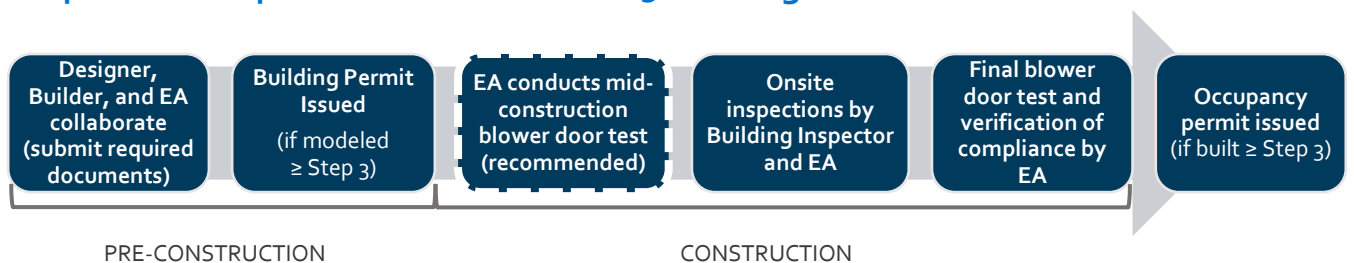 Designer,
Builder, and EA
collaborate
(submit required
documents)
Building Permit
Issued
(if modeled
≥ Step 3)
EA conducts mid-
construction
blower door test
(recommended)
Onsite
inspections by
Building Inspector
and EA
Final blower
door test and
verification of
compliance by
EA
Occupancy
permit issued
(if built ≥ Step 3)
PRE-CONSTRUCTION
CONSTRUCTION